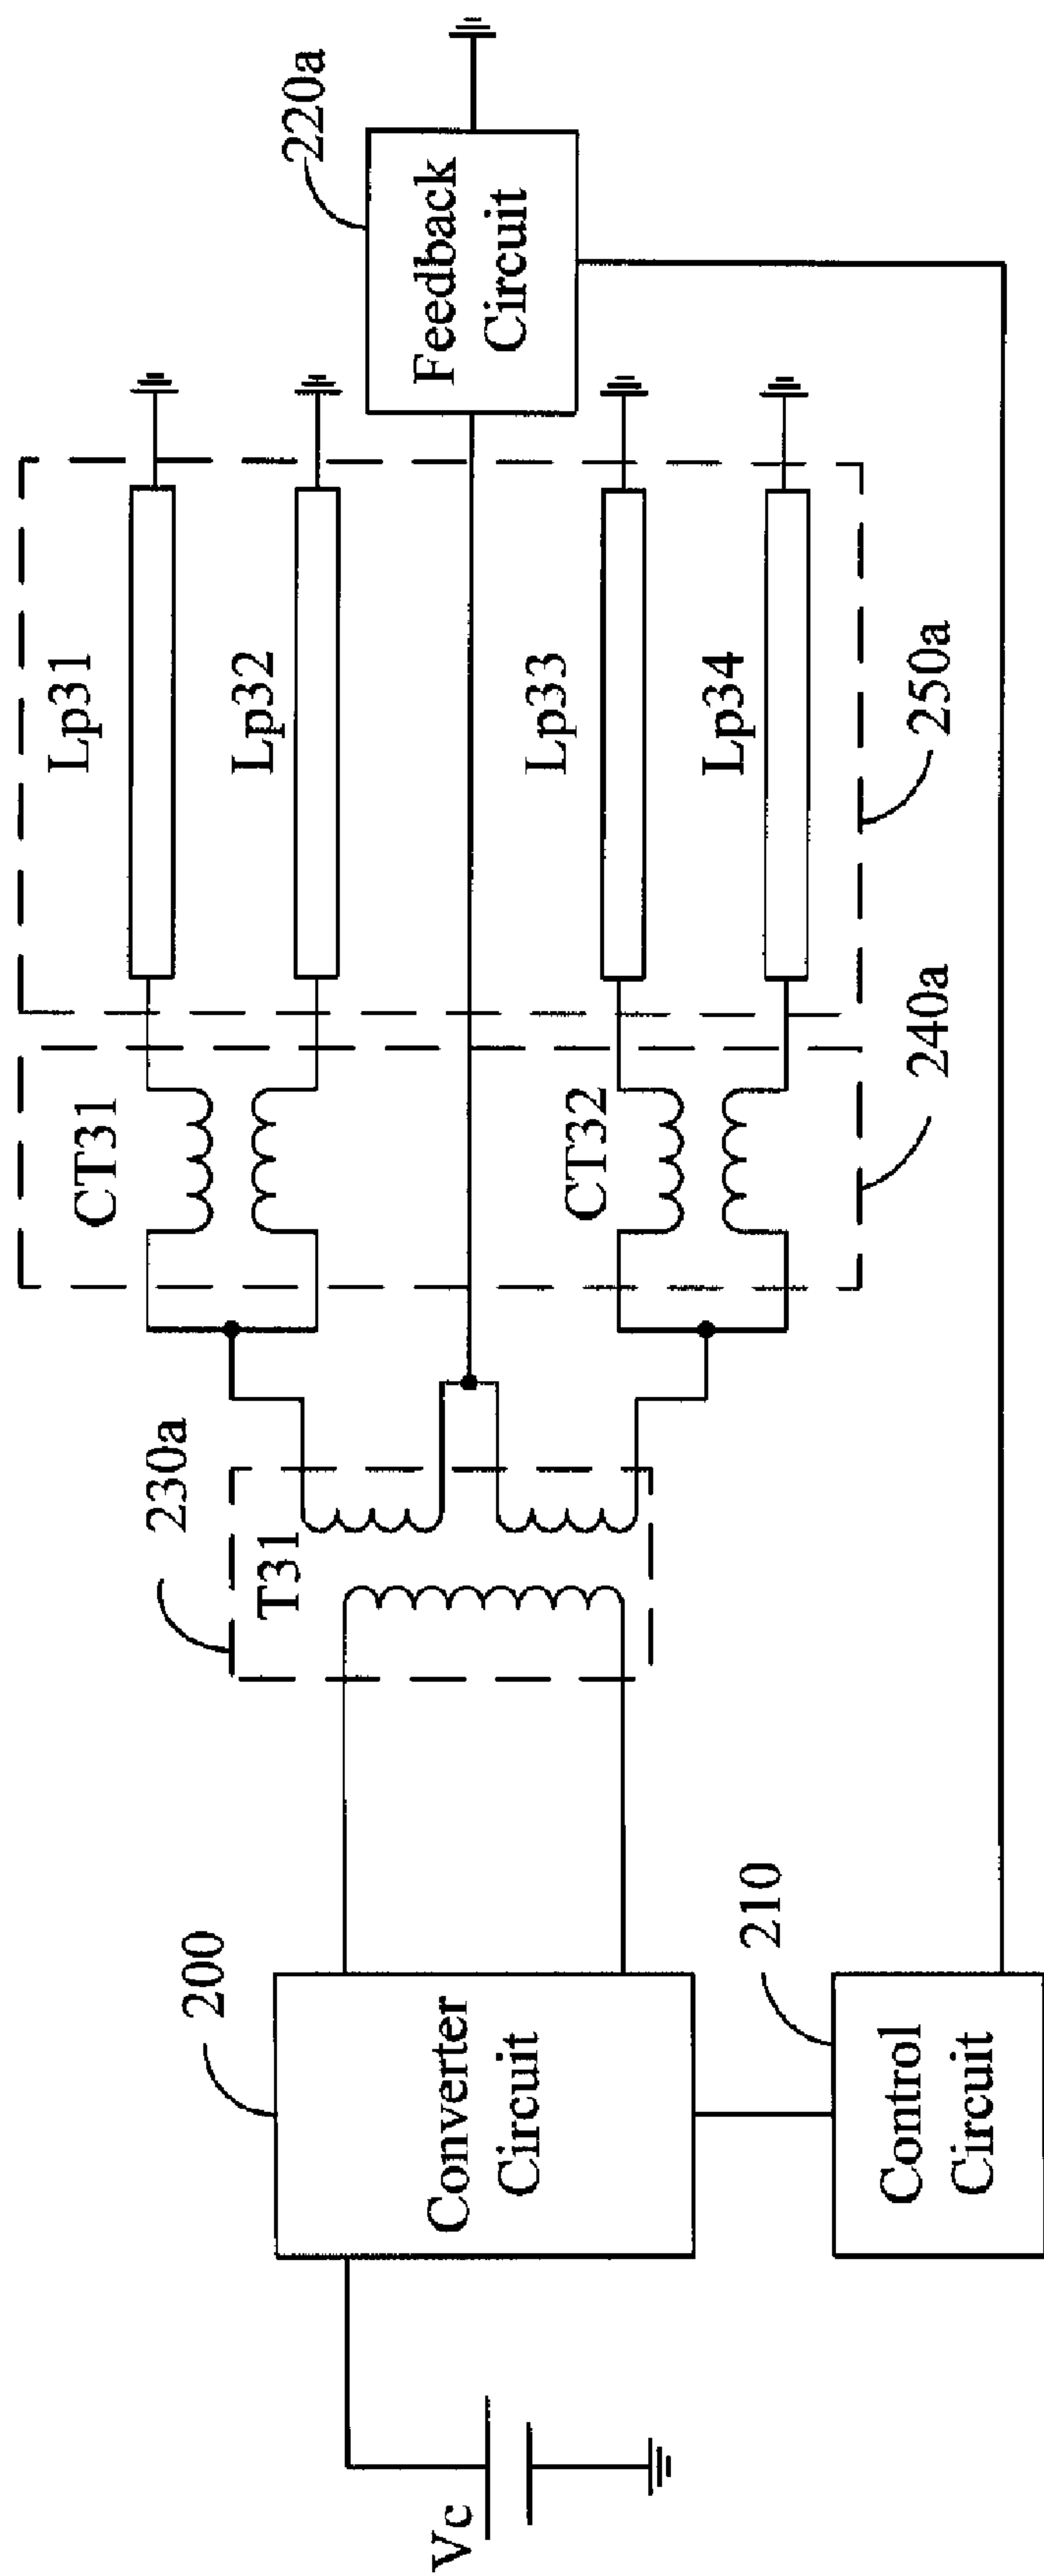 Vc
200
Converter
Circuit
210
Control
Circuit
230a
T31
CT31
CT32
240a
Lp31
Lp32
Lp33
Lp34
250a
220a
Feedback
Circuit